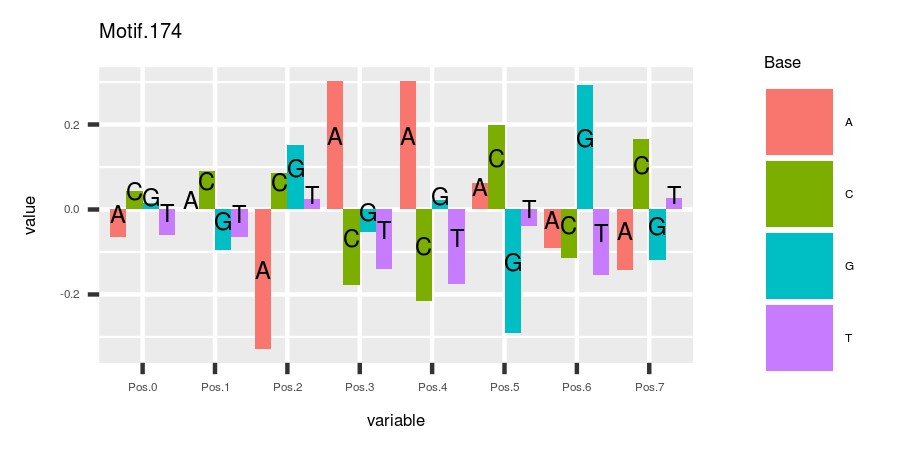 Motif.174
Base
A
C
G
T
value
0.2
0.0
-0.2
A C G T A C G T A C G T A C G T A C G T A C G T A C G T A C G T
Pos.0 Pos.1 Pos.2 Pos.3 Pos.4 Pos.5 Pos.6 Pos.7
variable